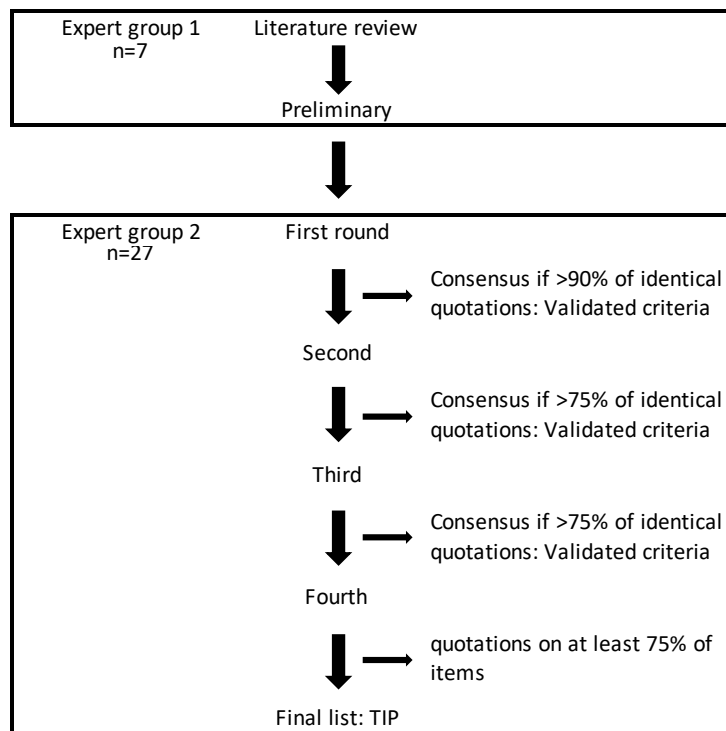 Expert group 1
n=7
Literature review
Preliminary
Expert group 2
n=27
First round
Consensus if >90% of identical
quotations: Validated criteria
Second
Consensus if >75% of identical
quotations: Validated criteria
Third
Consensus if >75% of identical
quotations: Validated criteria
Fourth
quotations on at least 75% of
items
Final list: TIP